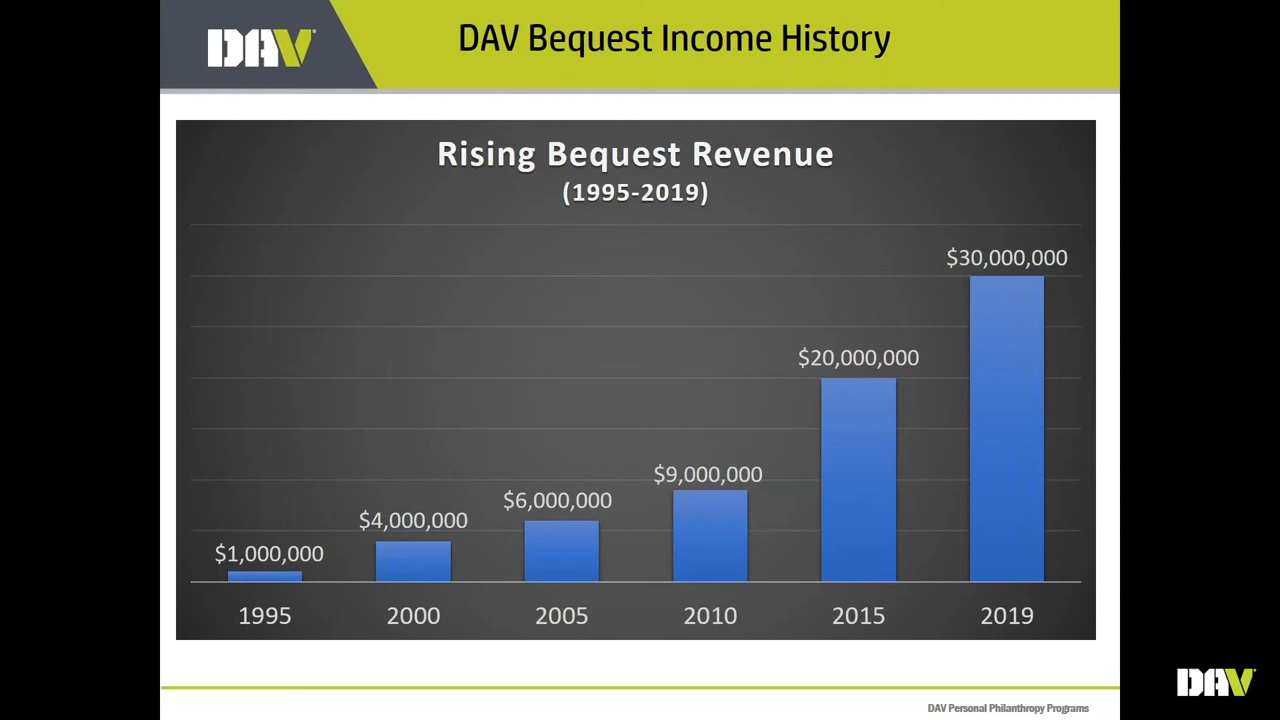 DAV
DAV Bequest Income History
Rising Bequest Revenue
(1995-2019)
$30,000,000
$20,000,000
$9,000,000
$6,000,000
$4,000,000
$1,000,000
1995 2000 2005 2010 2015 2019
DAV
DAV Personal Philanthropy Programs